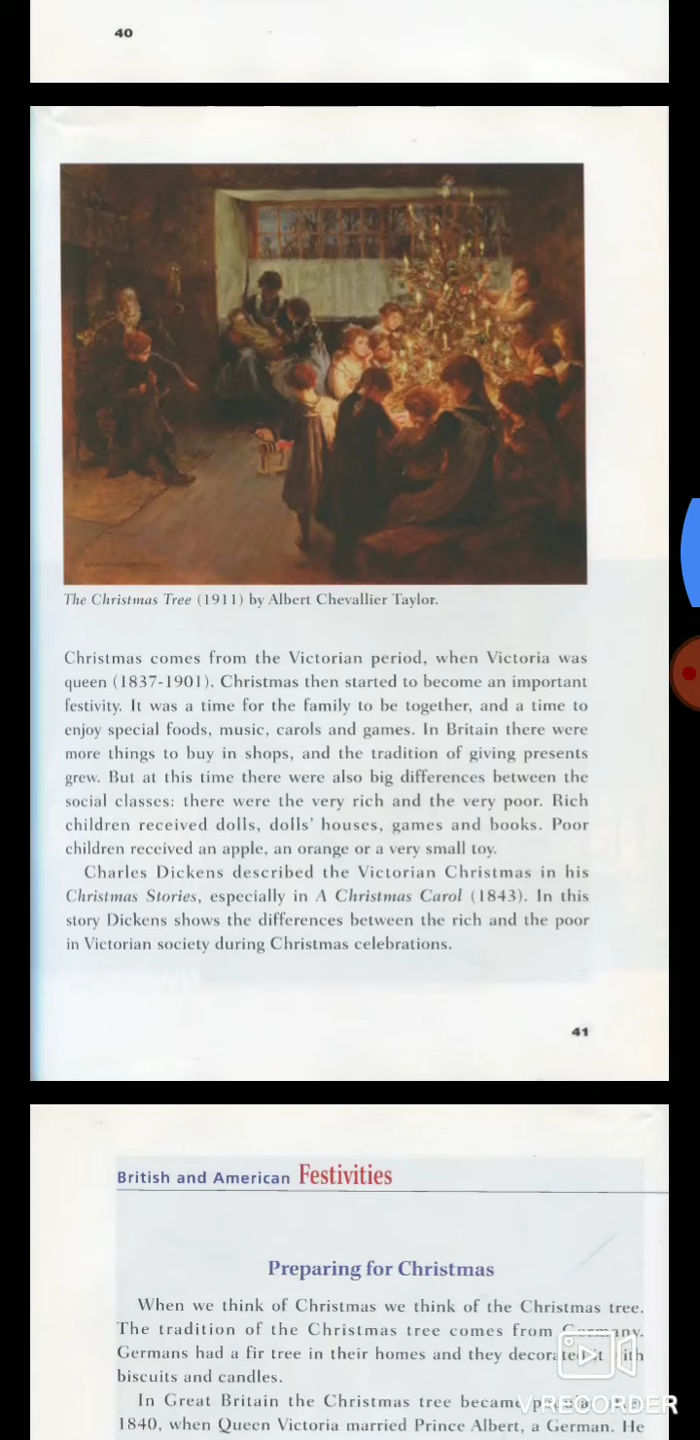 40
The Christmas Tree (1911) by Albert Chevallier Taylor.
Christmas comes from the Victorian period, when Victoria was
queen (1837-1901). Christmas then started to become an important
festivity. It was a time for the family to be together, and a time to
enjoy special foods, music, carols and games. In Britain there were
more things to buy in shops, and the tradition of giving presents
grew. But at this time there were also big differences between the
social classes: there were the very rich and the very poor. Rich
children received dolls, dolls' houses, games and books. Poor
children received an apple, an orange or a very small toy.
Charles Dickens described the Victorian Christmas in his
Christmas Stories, especially in A Christmas Carol (1843). In this
story Dickens shows the differences between the rich and the poor
in Victorian society during Christmas celebrations.
41
British and American Festivities
Preparing for Christmas
When we think of Christmas we think of the Christmas tree.
The tradition of the Christmas tree comes from Germany.
Germans had a fir tree in their homes and they decorated it with
biscuits and candles.
In Great Britain the Christmas tree became
1840, when Queen Victoria married Prince Albert, a German. He
V RECORDER